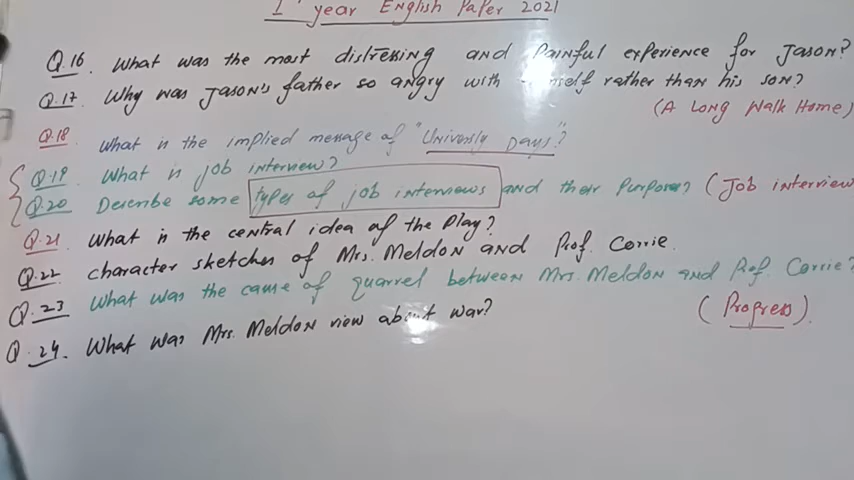 1st year English Paper 2021
Q.16. What was the most distressing and Painful experience for Jason?
Q.17. Why was Jason's father so angry with rather than his son?
(A Long Walk Home)
Q.18 What is the implied message of "University Days"?
Q.19 What is job interview?
Q.20 Describe some types of job interviews and their Purpose? (Job interview
Q.21 What is the central idea of the Play?
Q.22 character sketches of Mrs. Meldon and Prof. Corrie.
Q.23 What was the cause of quarrel between Mrs. Meldon and Prof. Corrie?
Q.24. What was Mrs. Meldon view about war?
(Progress).